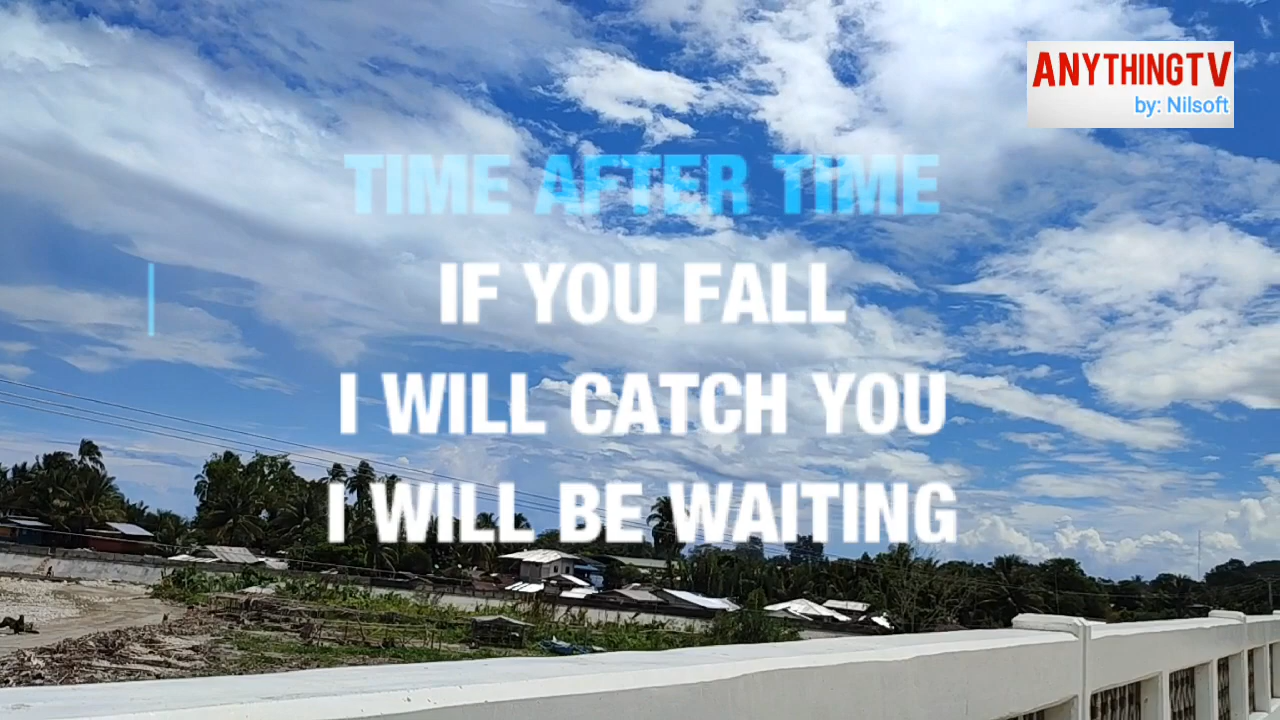 ANYTHINGTV
by: Nilsoft
TIME AFTER TIME
IF YOU FALL
I WILL CATCH YOU
I WILL BE WAITING